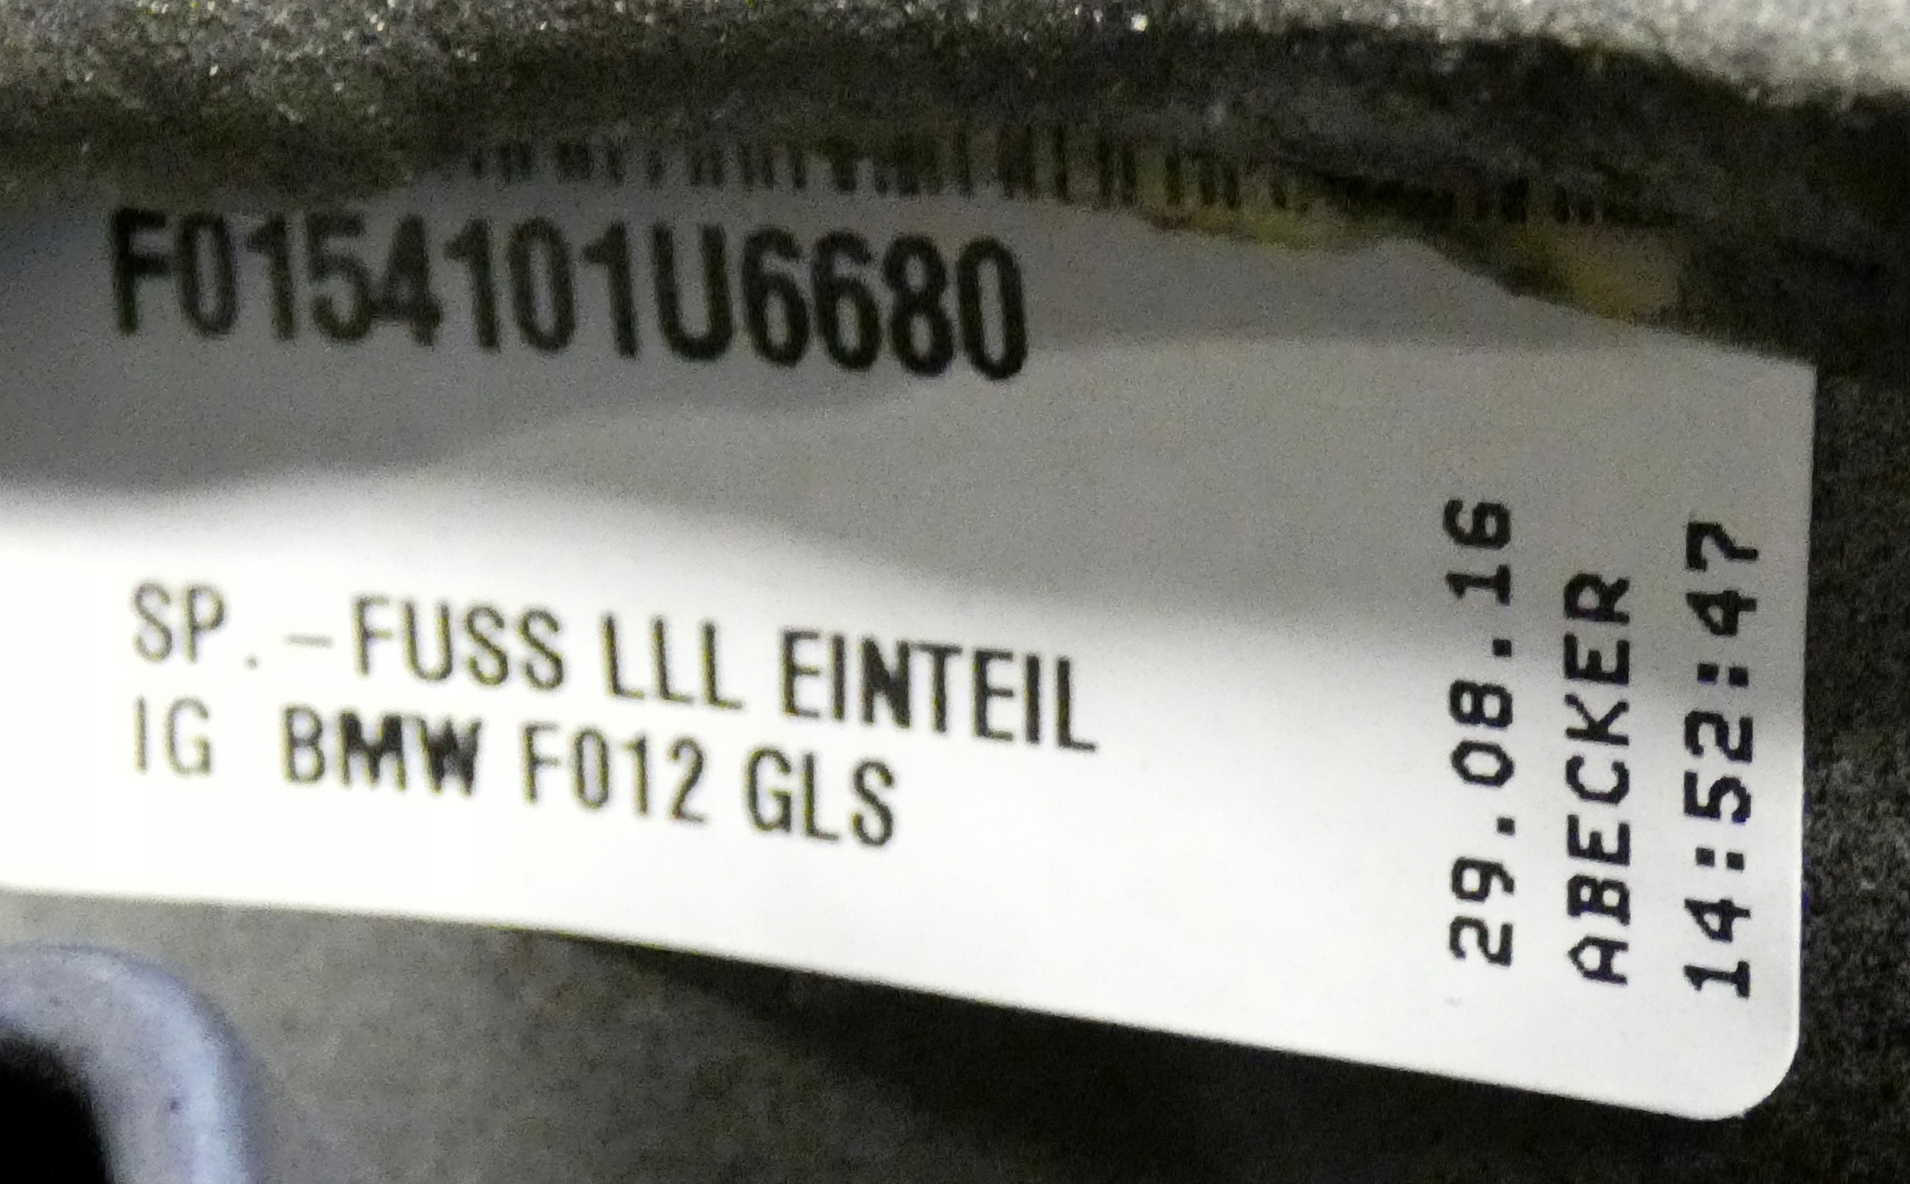 F0154101U6680
SP.-FUSS LLL EINTEIL
IG BMW F012 GLS
29.08.16
ABECKER
14:52:47